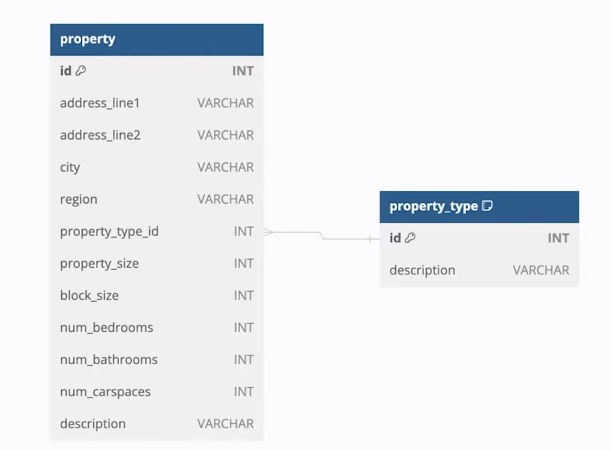 property
id INT
address_line1 VARCHAR
address_line2 VARCHAR
city VARCHAR
region VARCHAR
property_type_id INT
property_size INT
block_size INT
num_bedrooms INT
num_bathrooms INT
num_carspaces INT
description VARCHAR
property_type
id INT
description VARCHAR